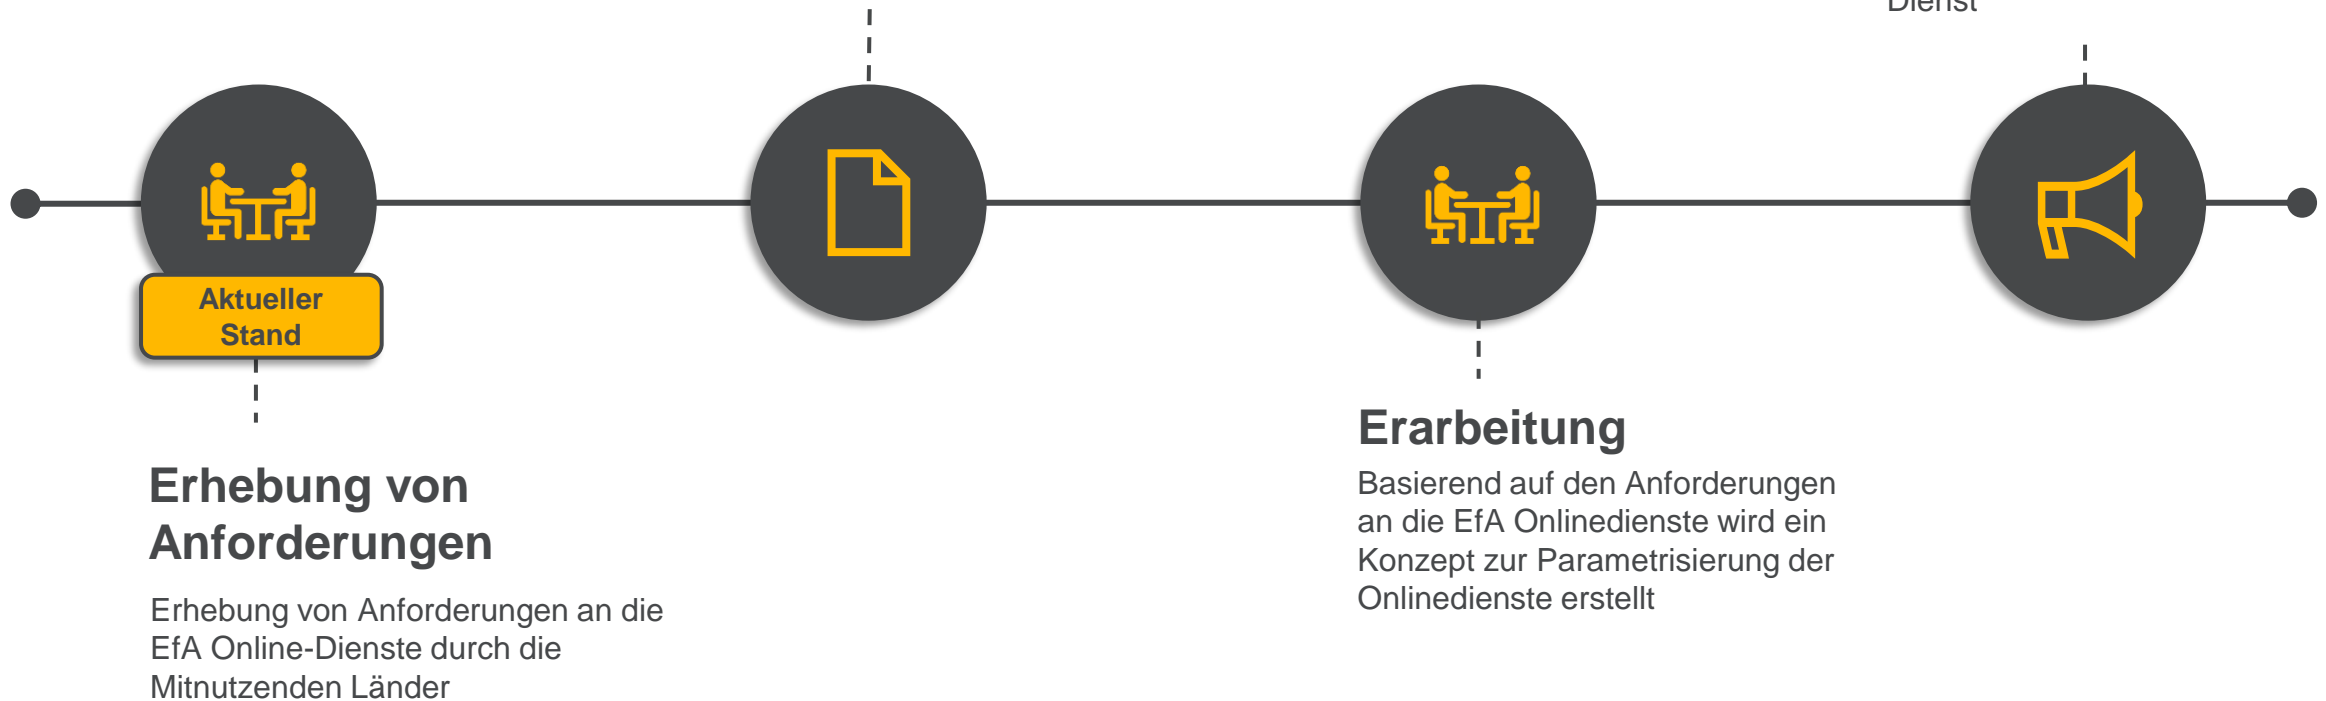 Dienst
Aktueller
Stand
Erhebung von
Anforderungen
Erhebung von Anforderungen an die
EfA Online-Dienste durch die
Mitnutzenden Länder
Erarbeitung
Basierend auf den Anforderungen
an die EfA Onlinedienste wird ein
Konzept zur Parametrisierung der
Onlinedienste erstellt